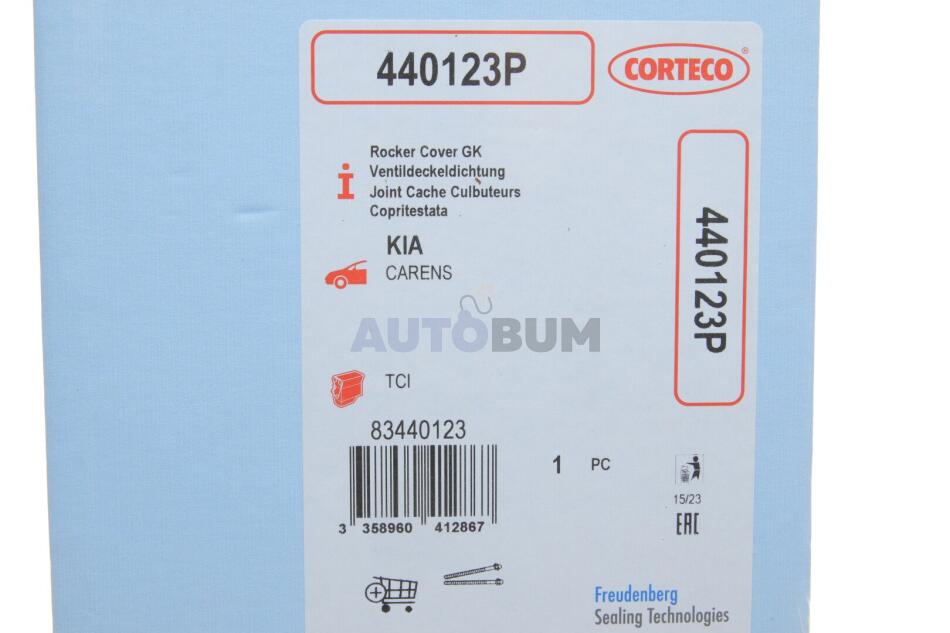 440123P
CORTECO®
Rocker Cover GK
Ventildeckeldichtung
Joint Cache Culbuteurs
Copritestata
KIA
CARENS
440123P
AUTOBUM
TCI
83440123
1 PC
3 358960 412867
15/23
EAC
Freudenberg
Sealing Technologies